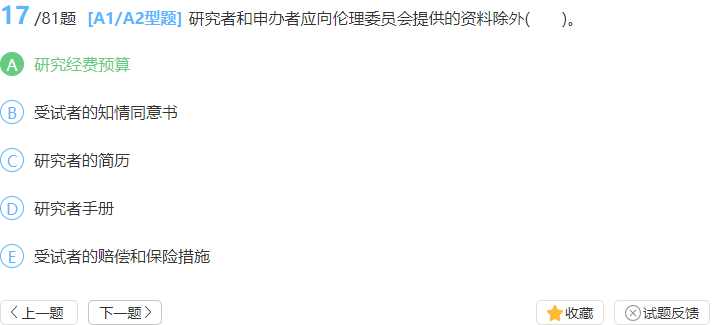 17/81题 [A1/A2型题] 研究者和申办者应向伦理委员会提供的资料除外( )。
A 研究经费预算
B 受试者的知情同意书
C 研究者的简历
D 研究者手册
E 受试者的赔偿和保险措施
上一题 下一题 收藏 试题反馈